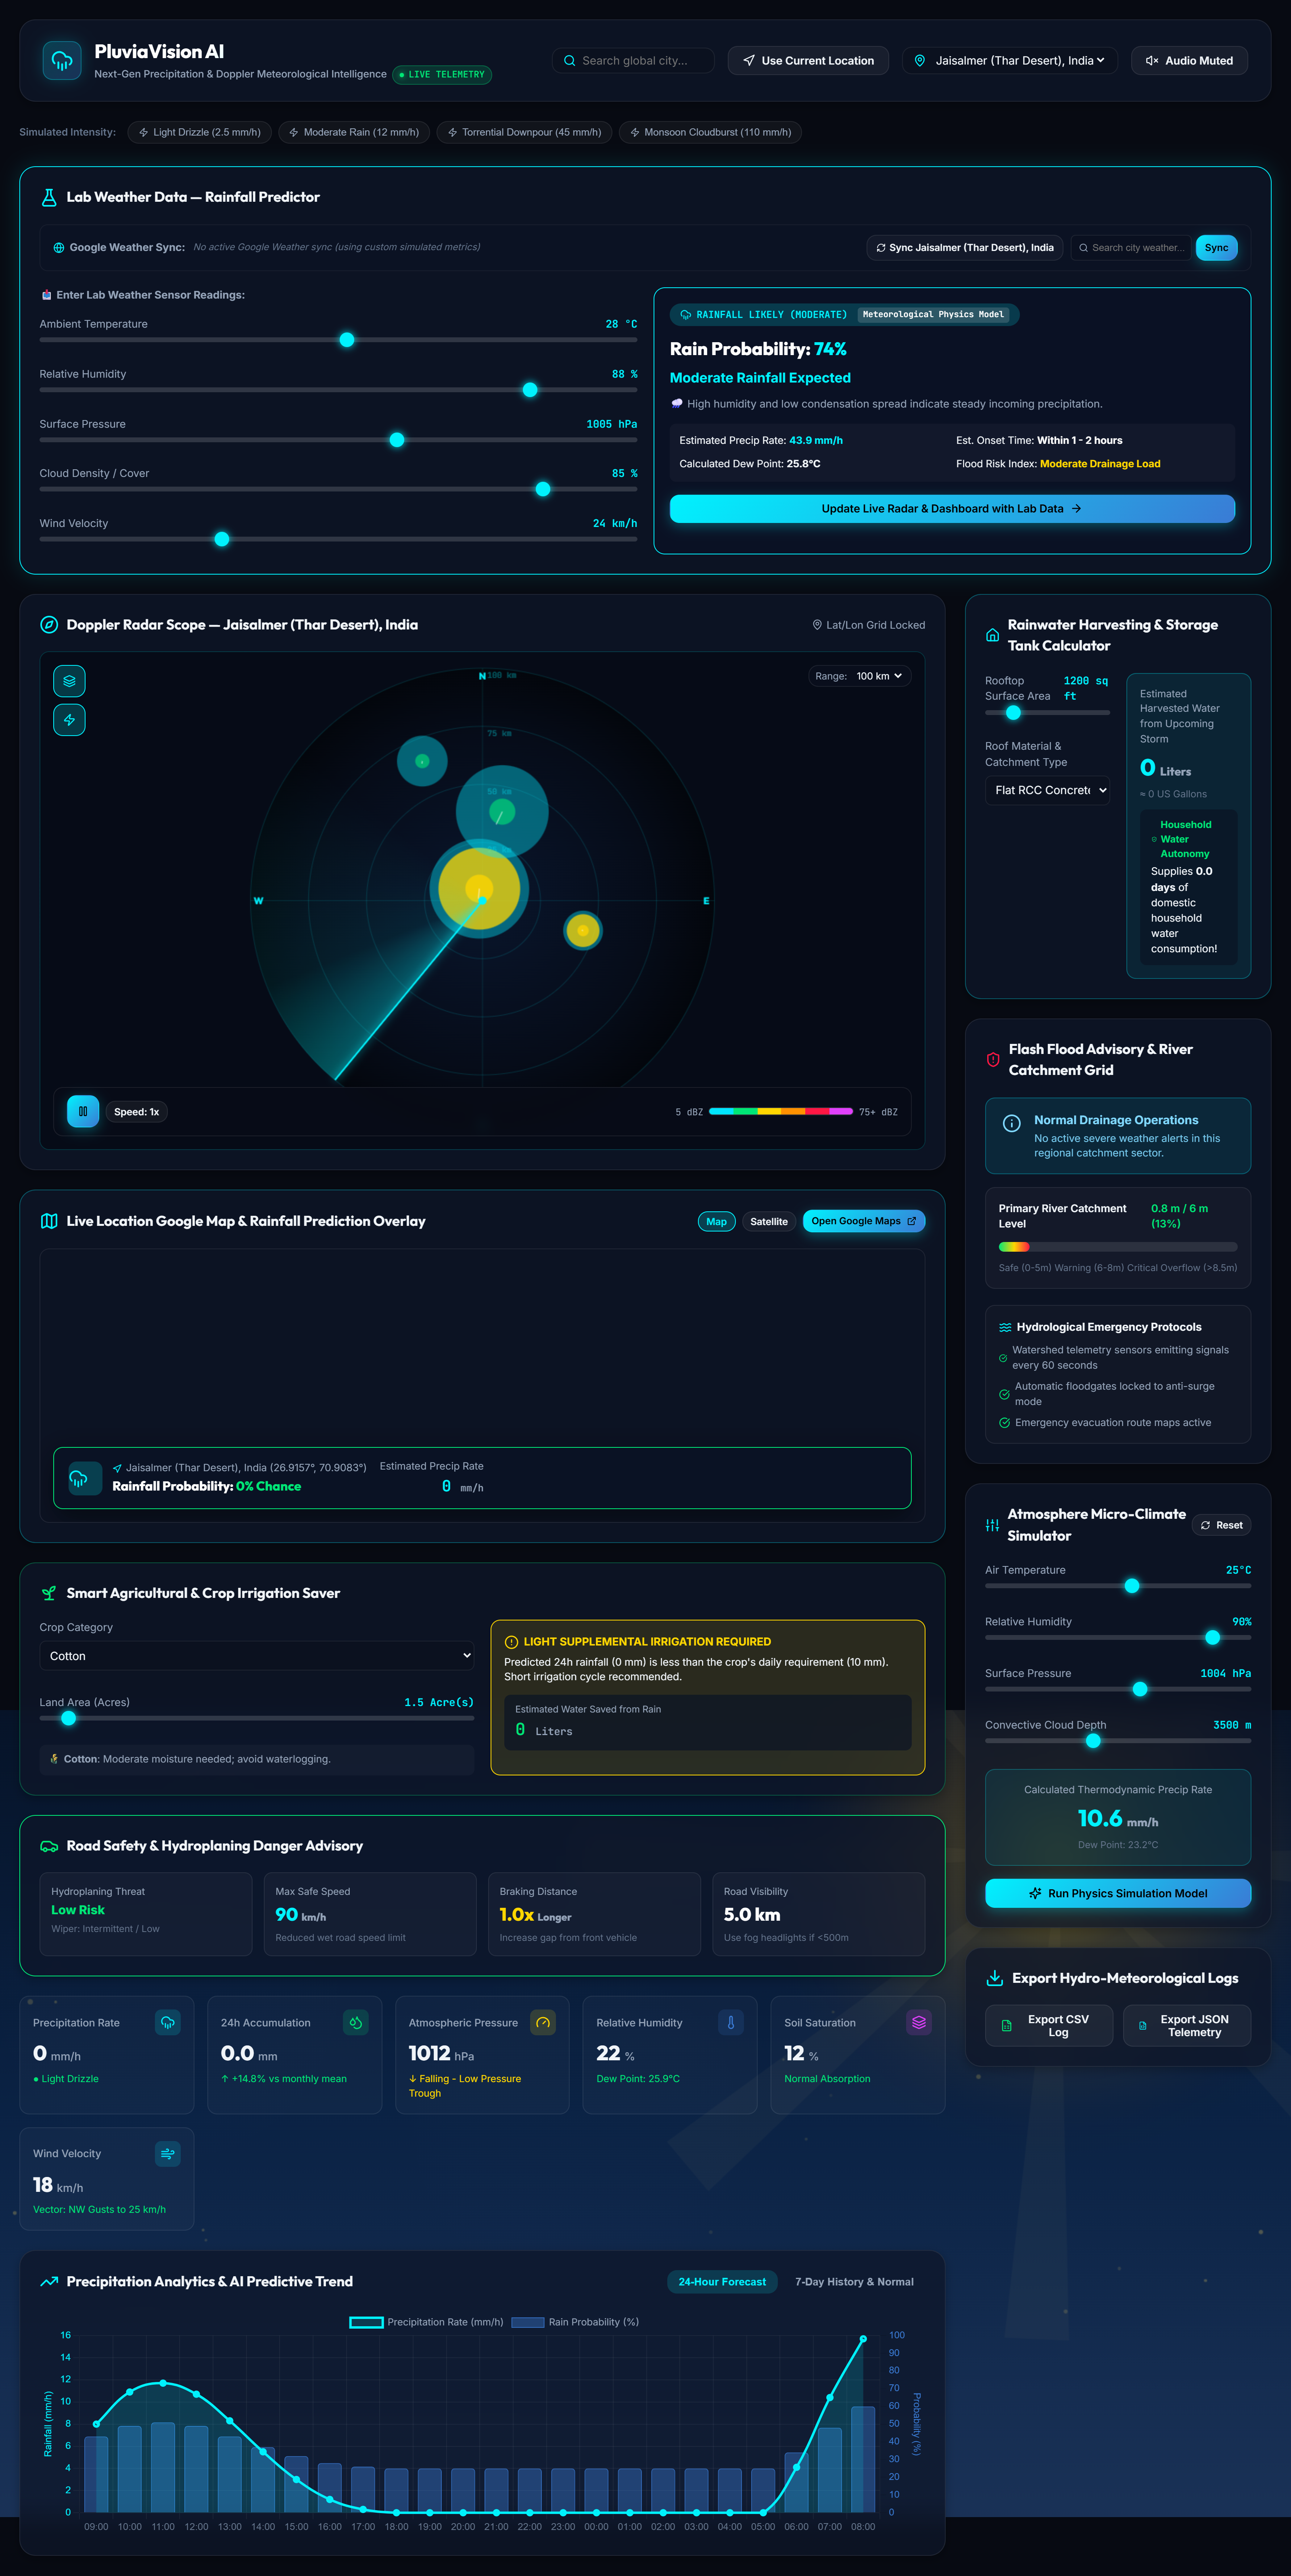 PluviaVision AI
Next-Gen Precipitation & Doppler Meteorological Intelligence
LIVE TELEMETRY
Search global city...
Use Current Location
Jaisalmer (Thar Desert), India
Audio Muted
Simulated Intensity:
Light Drizzle (2.5 mm/h)
Moderate Rain (12 mm/h)
Torrential Downpour (45 mm/h)
Monsoon Cloudburst (110 mm/h)
Lab Weather Data — Rainfall Predictor
Google Weather Sync: No active Google Weather sync (using custom simulated metrics)
Sync Jaisalmer (Thar Desert), India
Search city weather...
Sync
Enter Lab Weather Sensor Readings:
Ambient Temperature 28 °C
Relative Humidity 88 %
Surface Pressure 1005 hPa
Cloud Density / Cover 85 %
Wind Velocity 24 km/h
RAINFALL LIKELY (MODERATE) Meteorological Physics Model
Rain Probability: 74%
Moderate Rainfall Expected
High humidity and low condensation spread indicate steady incoming precipitation.
Estimated Precip Rate: 43.9 mm/h
Est. Onset Time: Within 1 - 2 hours
Calculated Dew Point: 25.8°C
Flood Risk Index: Moderate Drainage Load
Update Live Radar & Dashboard with Lab Data →
Doppler Radar Scope — Jaisalmer (Thar Desert), India
Lat/Lon Grid Locked
Range: 100 km
N
100 km
75 km
50 km
W
E
Speed: 1x
5 dBZ
75+ dBZ
Rainwater Harvesting & Storage
Tank Calculator
Rooftop
Surface Area
1200 sq
ft
Roof Material &
Catchment Type
Flat RCC Concrete
Estimated
Harvested Water
from Upcoming
Storm
0 Liters
≈ 0 US Gallons
Household
Water
Autonomy
Supplies 0.0
days of
domestic
household
water
consumption!
Flash Flood Advisory & River
Catchment Grid
Normal Drainage Operations
No active severe weather alerts in this
regional catchment sector.
Primary River Catchment
Level
0.8 m / 6 m
(13%)
Safe (0-5m) Warning (6-8m) Critical Overflow (>8.5m)
Hydrological Emergency Protocols
Watershed telemetry sensors emitting signals
every 60 seconds
Automatic floodgates locked to anti-surge
mode
Emergency evacuation route maps active
Live Location Google Map & Rainfall Prediction Overlay
Map
Satellite
Open Google Maps
Jaisalmer (Thar Desert), India (26.9157°, 70.9083°)
Rainfall Probability: 0% Chance
Estimated Precip Rate
0 mm/h
Atmosphere Micro-Climate
Simulator
Reset
Air Temperature 25°C
Relative Humidity 90%
Surface Pressure 1004 hPa
Convective Cloud Depth 3500 m
Calculated Thermodynamic Precip Rate
10.6 mm/h
Dew Point: 23.2°C
Run Physics Simulation Model
Smart Agricultural & Crop Irrigation Saver
Crop Category
Cotton
Land Area (Acres) 1.5 Acre(s)
Cotton: Moderate moisture needed; avoid waterlogging.
LIGHT SUPPLEMENTAL IRRIGATION REQUIRED
Predicted 24h rainfall (0 mm) is less than the crop's daily requirement (10 mm).
Short irrigation cycle recommended.
Estimated Water Saved from Rain
0 Liters
Road Safety & Hydroplaning Danger Advisory
Hydroplaning Threat
Low Risk
Wiper: Intermittent / Low
Max Safe Speed
90 km/h
Reduced wet road speed limit
Braking Distance
1.0x Longer
Increase gap from front vehicle
Road Visibility
5.0 km
Use fog headlights if <500m
Export Hydro-Meteorological Logs
Export CSV
Log
Export JSON
Telemetry
Precipitation Rate
0 mm/h
● Light Drizzle
24h Accumulation
0.0 mm
↑ +14.8% vs monthly mean
Atmospheric Pressure
1012 hPa
↓ Falling - Low Pressure
Trough
Relative Humidity
22 %
Dew Point: 25.9°C
Soil Saturation
12 %
Normal Absorption
Wind Velocity
18 km/h
Vector: NW Gusts to 25 km/h
Precipitation Analytics & AI Predictive Trend
24-Hour Forecast
7-Day History & Normal
Precipitation Rate (mm/h)
Rain Probability (%)
Rainfall (mm/h)
16
14
12
10
8
6
4
2
0
100
90
80
70
60
50
40
30
20
10
0
Probability (%)
09:00 10:00 11:00 12:00 13:00 14:00 15:00 16:00 17:00 18:00 19:00 20:00 21:00 22:00 23:00 00:00 01:00 02:00 03:00 04:00 05:00 06:00 07:00 08:00